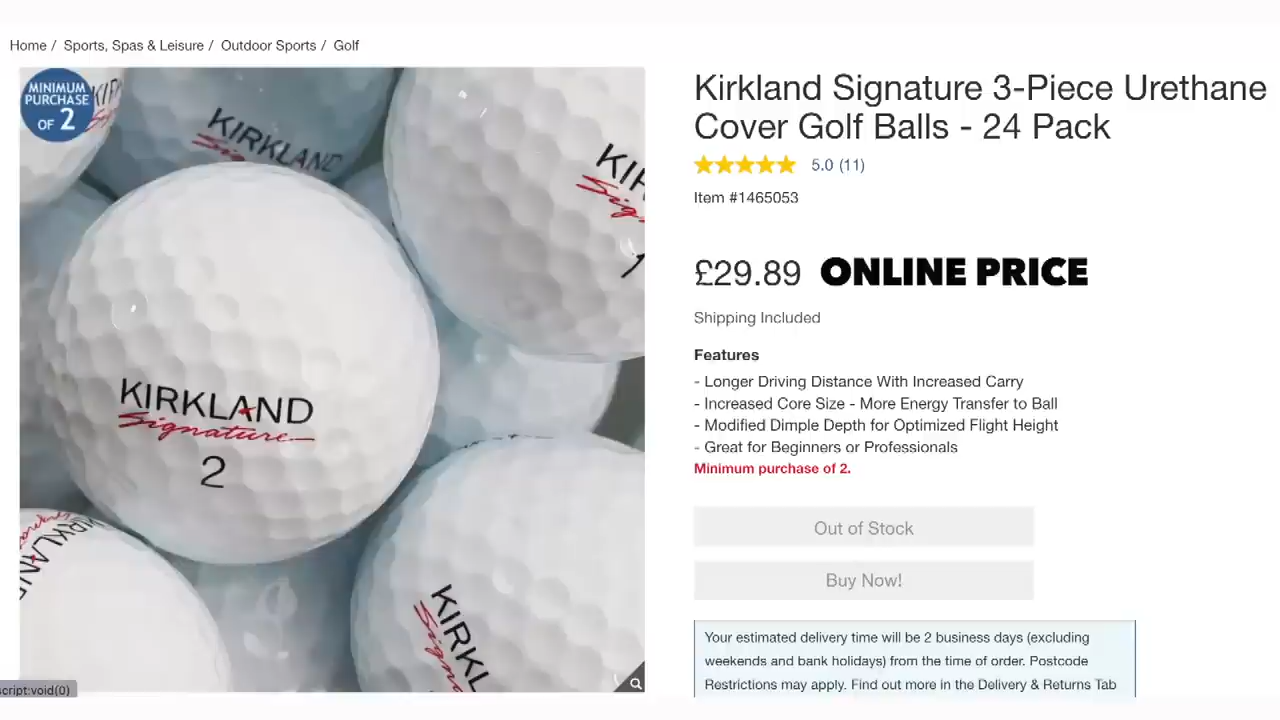 Home / Sports, Spas & Leisure / Outdoor Sports / Golf
MINIMUM
PURCHASE
OF 2
KIRKLAND
KIRKLAND
Signature
2
KIRKL
Kirkland Signature 3-Piece Urethane
Cover Golf Balls - 24 Pack
5.0 (11)
Item #1465053
£29.89 ONLINE PRICE
Shipping Included
Features
- Longer Driving Distance With Increased Carry
- Increased Core Size - More Energy Transfer to Ball
- Modified Dimple Depth for Optimized Flight Height
- Great for Beginners or Professionals
Minimum purchase of 2.
Out of Stock
Buy Now!
Your estimated delivery time will be 2 business days (excluding
weekends and bank holidays) from the time of order. Postcode
Restrictions may apply. Find out more in the Delivery & Returns Tab
script:void(0)